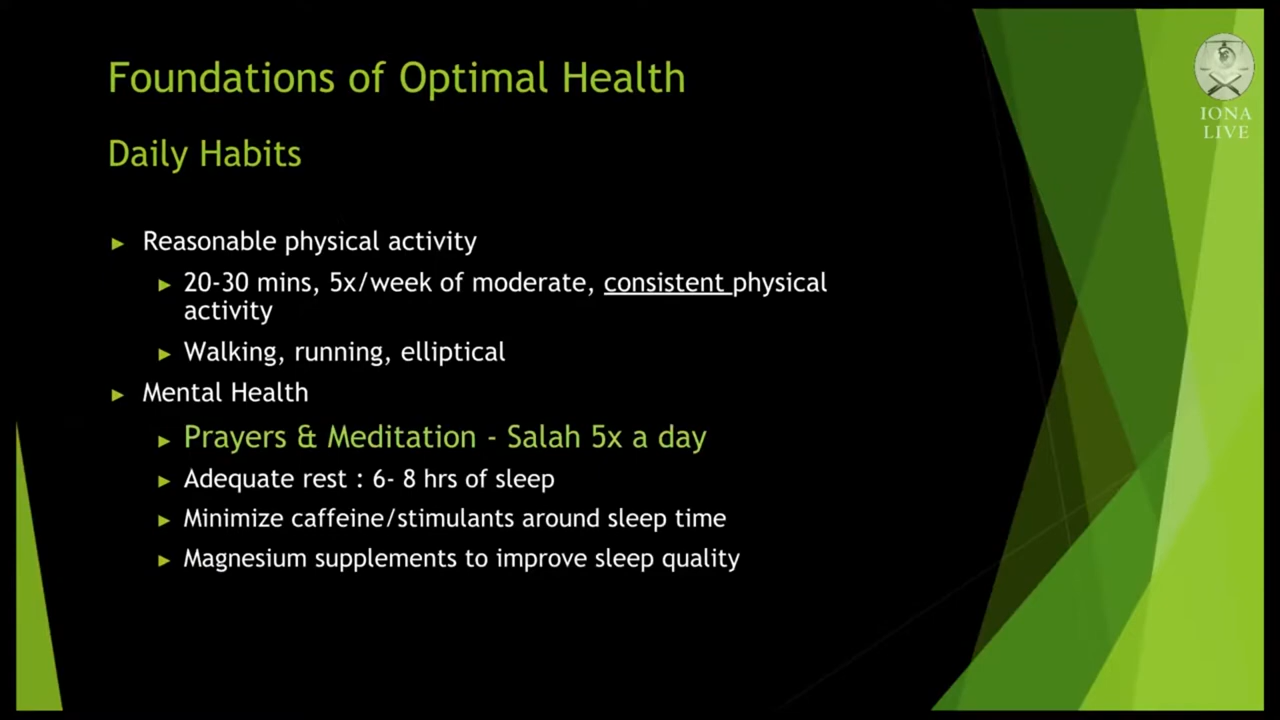 Foundations of Optimal Health
IONA
LIVE
Daily Habits
► Reasonable physical activity
► 20-30 mins, 5x/week of moderate, consistent physical
activity
► Walking, running, elliptical
► Mental Health
► Prayers & Meditation - Salah 5x a day
► Adequate rest : 6- 8 hrs of sleep
► Minimize caffeine/stimulants around sleep time
► Magnesium supplements to improve sleep quality